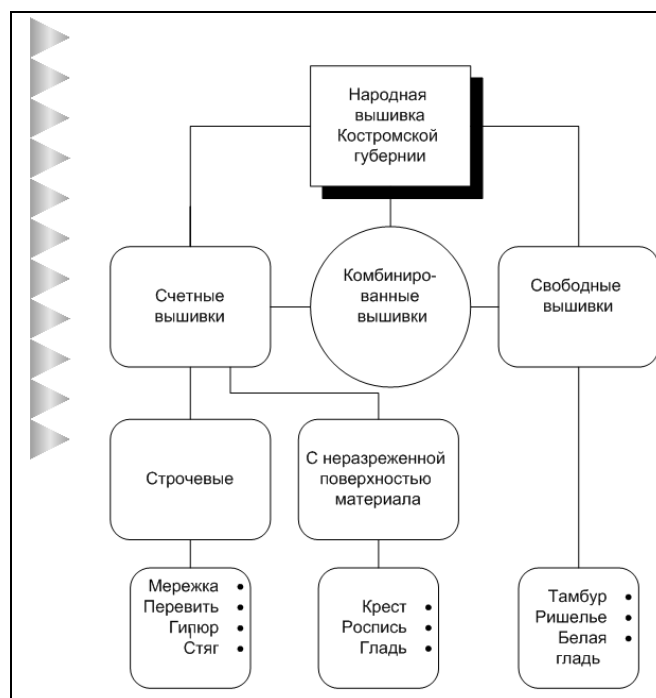 Народная
вышивка
Костромской
губернии
Счетные
вышивки
Комбиниро-
ванные
вышивки
Свободные
вышивки
Строчевые
С неразреженной
поверхностью
материала
Мережка •
Перевить •
Гипюр •
Стяг •
Крест •
Роспись •
Гладь •
Тамбур •
Ришелье •
Белая •
гладь